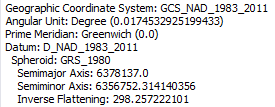 Geographic Coordinate System: GCS_NAD_1983_2011
Angular Unit: Degree (0.0174532925199433)
Prime Meridian: Greenwich (0.0)
Datum: D_NAD_1983_2011
Spheroid: GRS_1980
Semimajor Axis: 6378137.0
Semiminor Axis: 6356752.314140356
Inverse Flattening: 298.257222101